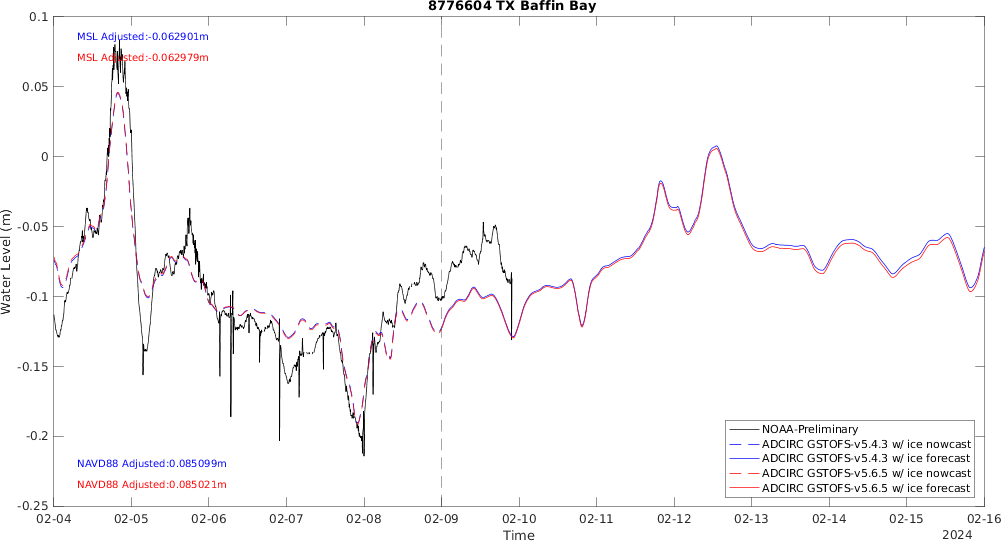 8776604 TX Baffin Bay
MSL Adjusted:-0.062901m
MSL Adjusted:-0.062979m
0.1
0.05
0
-0.05
-0.1
-0.15
-0.2
-0.25
Water Level (m)
NAVD88 Adjusted:0.085099m
NAVD88 Adjusted:0.085021m
NOAA-Preliminary
ADCIRC GSTOFS-v5.4.3 w/ ice nowcast
ADCIRC GSTOFS-v5.4.3 w/ ice forecast
ADCIRC GSTOFS-v5.6.5 w/ ice nowcast
ADCIRC GSTOFS-v5.6.5 w/ ice forecast
02-04 02-05 02-06 02-07 02-08 02-09 02-10 02-11 02-12 02-13 02-14 02-15 02-16
Time
2024